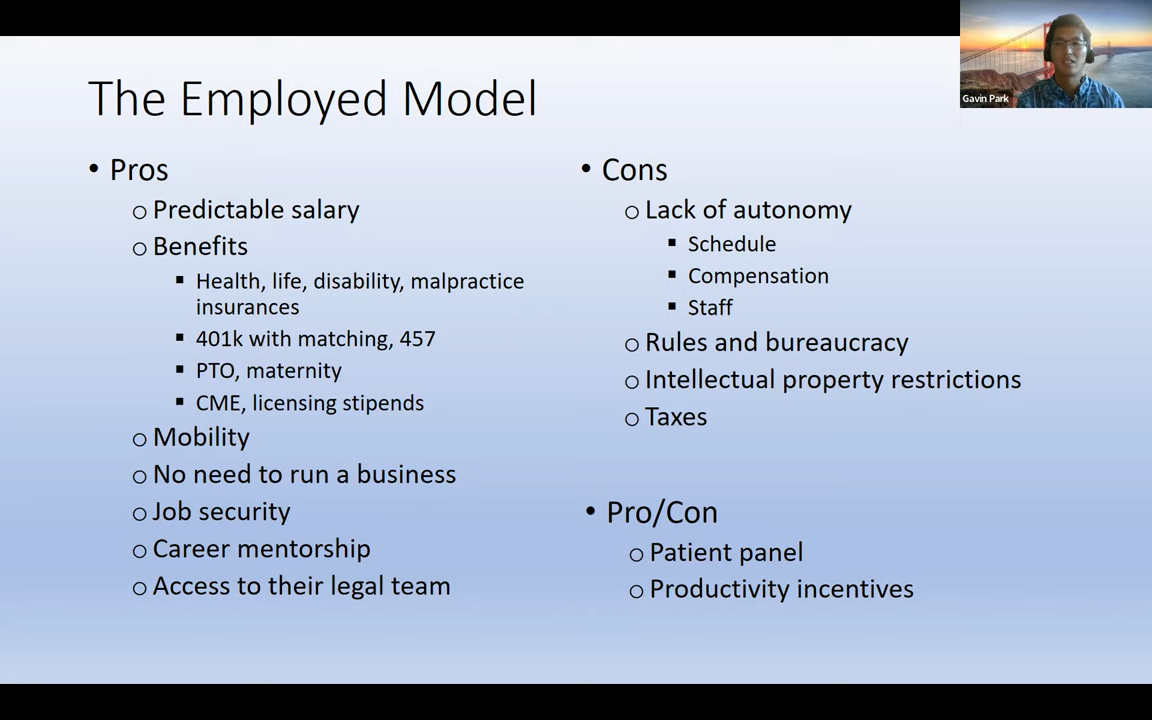 The Employed Model
• Pros
o Predictable salary
o Benefits
▪ Health, life, disability, malpractice
insurances
▪ 401k with matching, 457
▪ PTO, maternity
▪ CME, licensing stipends
o Mobility
o No need to run a business
o Job security
o Career mentorship
o Access to their legal team
• Cons
o Lack of autonomy
▪ Schedule
▪ Compensation
▪ Staff
o Rules and bureaucracy
o Intellectual property restrictions
o Taxes
• Pro/Con
o Patient panel
o Productivity incentives
Gavin Park